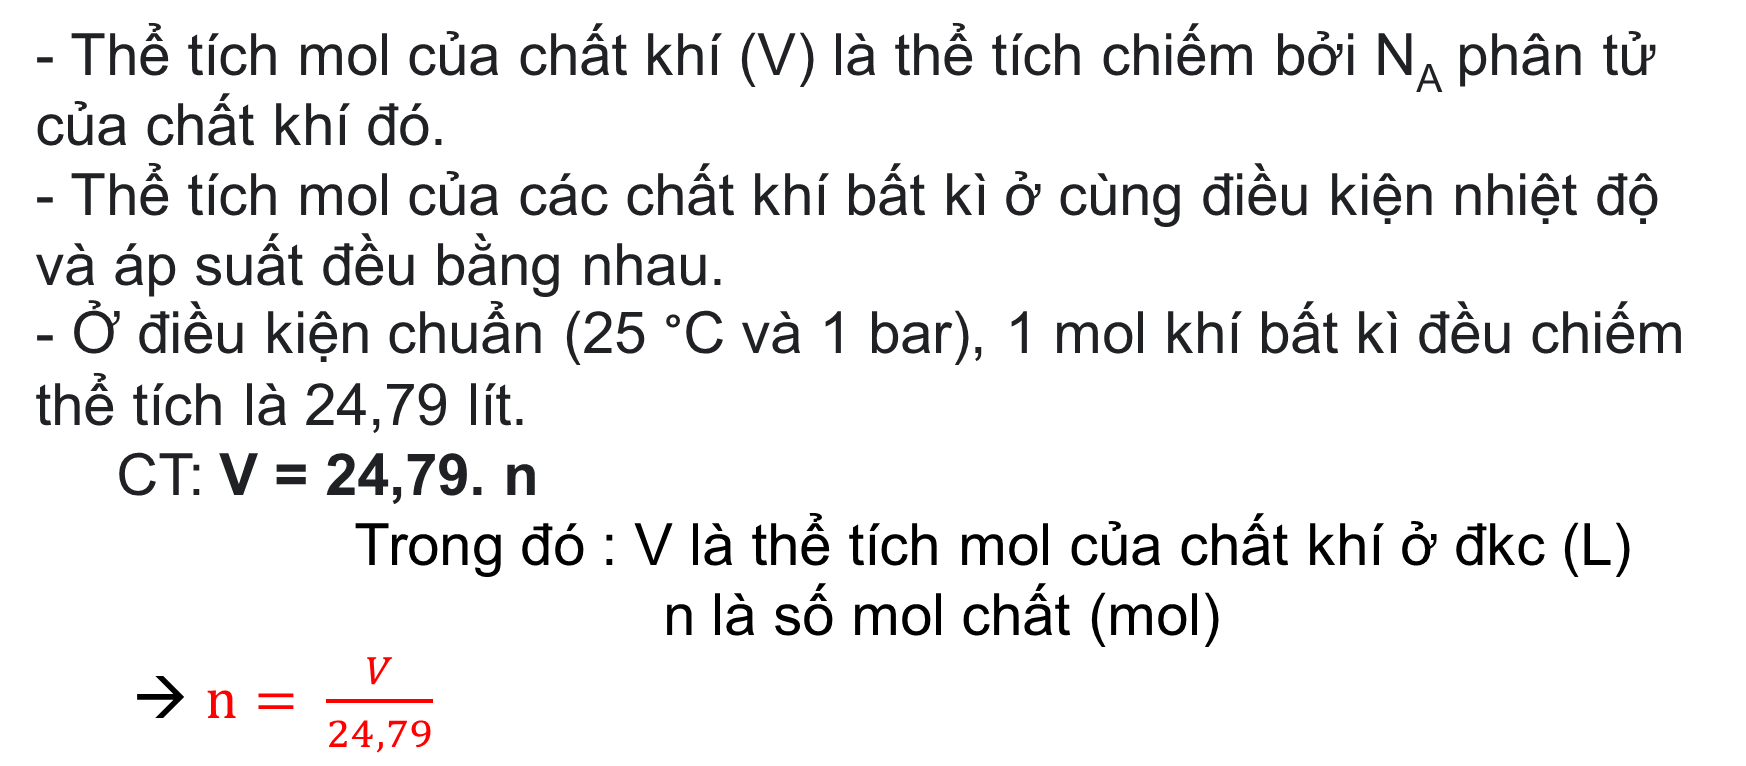 - Thể tích mol của chất khí (V) là thể tích chiếm bởi N_A phân tử
của chất khí đó.
- Thể tích mol của các chất khí bất kì ở cùng điều kiện nhiệt độ
và áp suất đều bằng nhau.
- Ở điều kiện chuẩn (25 °C và 1 bar), 1 mol khí bất kì đều chiếm
thể tích là 24,79 lít.
CT: V = 24,79. n
Trong đó : V là thể tích mol của chất khí ở đkc (L)
n là số mol chất (mol)
→ n = V/24,79